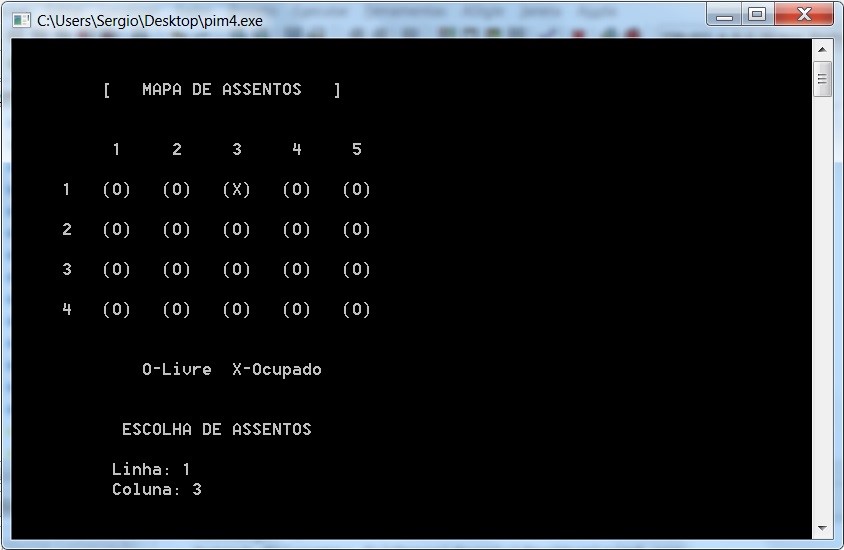 C:\Users\Sergio\Desktop\pim4.exe
[ MAPA DE ASSENTOS ]
1 2 3 4 5
1 (O) (O) (X) (O) (O)
2 (O) (O) (O) (O) (O)
3 (O) (O) (O) (O) (O)
4 (O) (O) (O) (O) (O)
O-Livre X-Ocupado
ESCOLHA DE ASSENTOS
Linha: 1
Coluna: 3